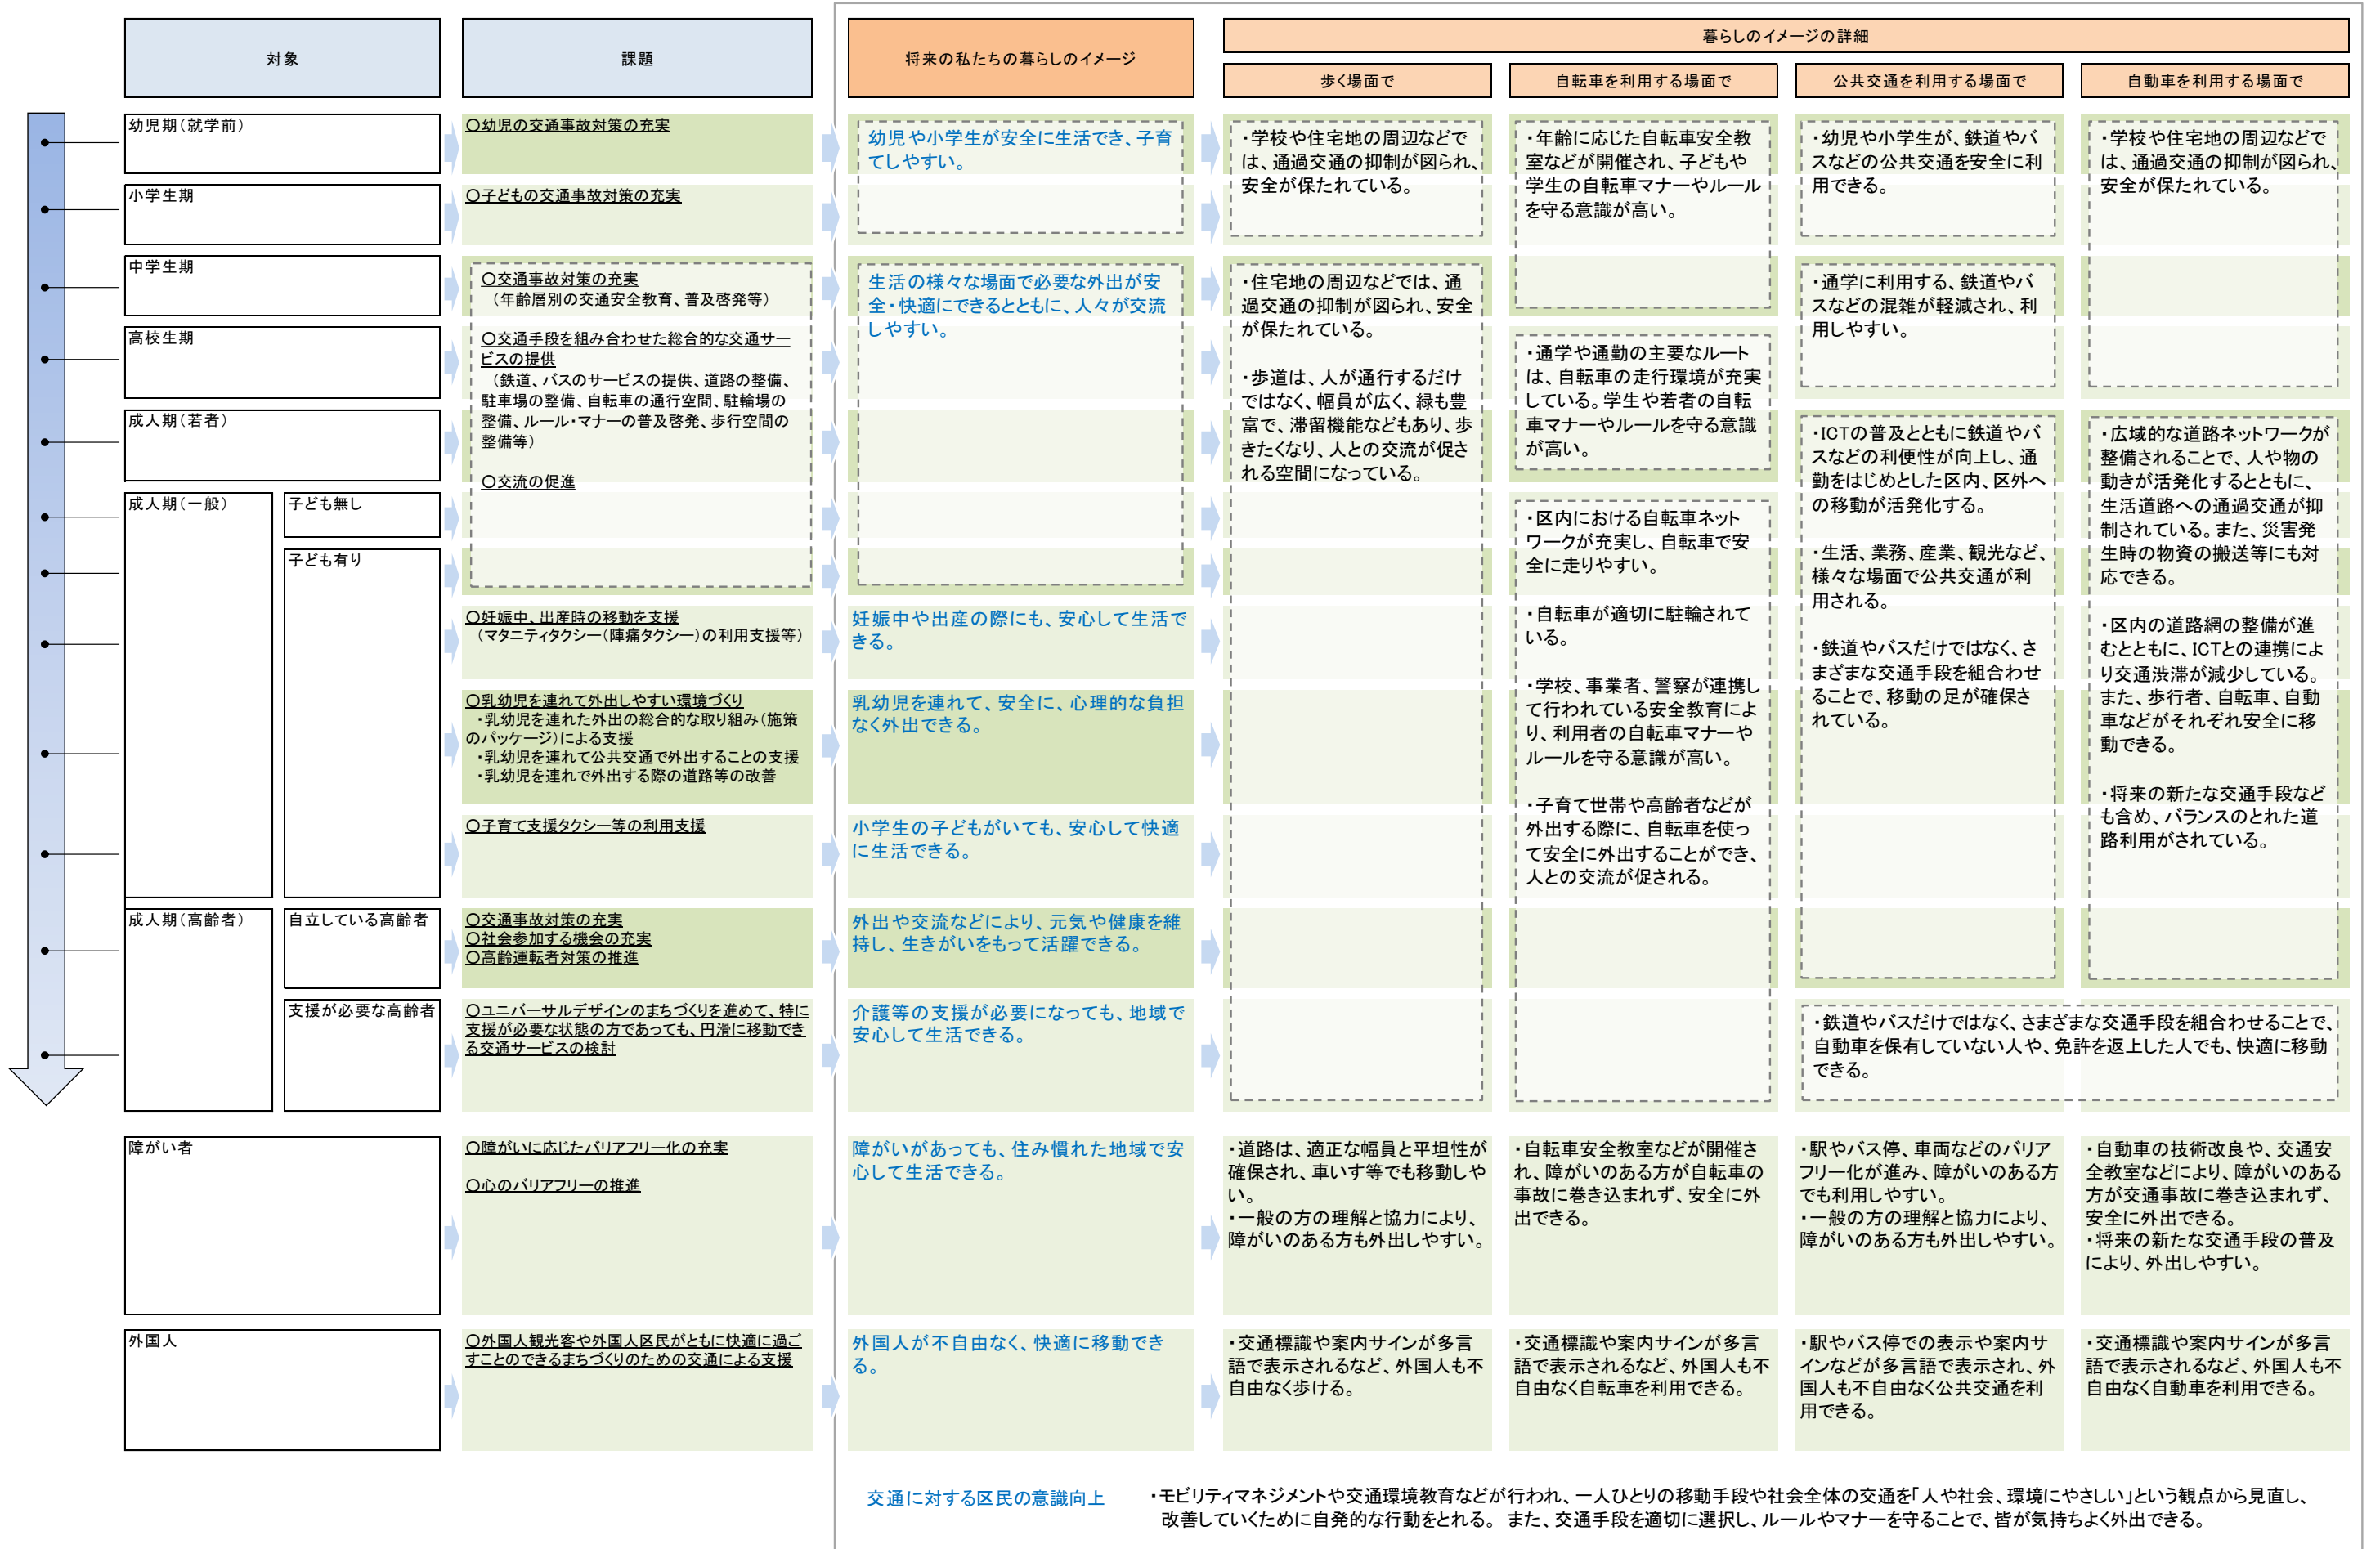 対象
課題
将来の私たちの暮らしのイメージ
暮らしのイメージの詳細
歩く場面で
自転車を利用する場面で
公共交通を利用する場面で
自動車を利用する場面で
幼児期(就学前)
〇幼児の交通事故対策の充実
幼児や小学生が安全に生活でき、子育
てしやすい。
・学校や住宅地の周辺などで
は、通過交通の抑制が図られ、
安全が保たれている。
・年齢に応じた自転車安全教
室などが開催され、子どもや
学生の自転車マナーやルール
を守る意識が高い。
・幼児や小学生が、鉄道やバ
スなどの公共交通を安全に利
用できる。
・学校や住宅地の周辺などで
は、通過交通の抑制が図られ、
安全が保たれている。
小学生期
〇子どもの交通事故対策の充実
中学生期
高校生期
成人期(若者)
成人期(一般)
子ども無し
子ども有り
〇交通事故対策の充実
(年齢層別の交通安全教育、普及啓発等)
〇交通手段を組み合わせた総合的な交通サー
ビスの提供
(鉄道、バスのサービスの提供、道路の整備、
駐車場の整備、自転車の通行空間、駐輪場の
整備、ルール・マナーの普及啓発、歩行空間の
整備等)
〇交流の促進
生活の様々な場面で必要な外出が安
全・快適にできるとともに、人々が交流
しやすい。
・住宅地の周辺などでは、通
過交通の抑制が図られ、安全
が保たれている。
・歩道は、人が通行するだけ
ではなく、幅員が広く、緑も豊
富で、滞留機能などもあり、歩
きたくなり、人との交流が促さ
れる空間になっている。
・通学や通勤の主要なルート
は、自転車の走行環境が充実
している。学生や若者の自転
車マナーやルールを守る意識
が高い。
・区内における自転車ネット
ワークが充実し、自転車で安
全に走りやすい。
・自転車が適切に駐輪されて
いる。
・学校、事業者、警察が連携し
て行われている安全教育によ
り、利用者の自転車マナーや
ルールを守る意識が高い。
・子育て世帯や高齢者などが
外出する際に、自転車を使っ
て安全に外出することができ、
人との交流が促される。
・通学に利用する、鉄道やバ
スなどの混雑が軽減され、利
用しやすい。
・ICTの普及とともに鉄道やバ
スなどの利便性が向上し、通
勤をはじめとした区内、区外へ
の移動が活発化する。
・生活、業務、産業、観光など、
様々な場面で公共交通が利
用される。
・鉄道やバスだけではなく、さ
まざまな交通手段を組合わせ
ることで、移動の足が確保さ
れている。
・広域的な道路ネットワークが
整備されることで、人や物の
動きが活発化するとともに、
生活道路への通過交通が抑
制されている。また、災害発
生時の物資の搬送等にも対
応できる。
・区内の道路網の整備が進
むとともに、ICTとの連携によ
り交通渋滞が減少している。
また、歩行者、自転車、自動
車などがそれぞれ安全に移
動できる。
・将来の新たな交通手段など
も含め、バランスのとれた道
路利用がされている。
〇妊娠中、出産時の移動を支援
(マタニティタクシー(陣痛タクシー)の利用支援等)
妊娠中や出産の際にも、安心して生活で
きる。
〇乳幼児を連れて外出しやすい環境づくり
・乳幼児を連れた外出の総合的な取り組み(施策
のパッケージ)による支援
・乳幼児を連れて公共交通で外出することの支援
・乳幼児を連れで外出する際の道路等の改善
乳幼児を連れて、安全に、心理的な負担
なく外出できる。
〇子育て支援タクシー等の利用支援
小学生の子どもがいても、安心して快適
に生活できる。
成人期(高齢者)
自立している高齢者
〇交通事故対策の充実
〇社会参加する機会の充実
〇高齢運転者対策の推進
外出や交流などにより、元気や健康を維
持し、生きがいをもって活躍できる。
支援が必要な高齢者
〇ユニバーサルデザインのまちづくりを進めて、特に
支援が必要な状態の方であっても、円滑に移動でき
る交通サービスの検討
介護等の支援が必要になっても、地域で
安心して生活できる。
・鉄道やバスだけではなく、さまざまな交通手段を組合わせることで、
自動車を保有していない人や、免許を返上した人でも、快適に移動
できる。
障がい者
〇障がいに応じたバリアフリー化の充実
〇心のバリアフリーの推進
障がいがあっても、住み慣れた地域で安
心して生活できる。
・道路は、適正な幅員と平坦性が
確保され、車いす等でも移動しや
い。
・一般の方の理解と協力により、
障がいのある方も外出しやすい。
・自転車安全教室などが開催さ
れ、障がいのある方が自転車の
事故に巻き込まれず、安全に外
出できる。
・駅やバス停、車両などのバリア
フリー化が進み、障がいのある方
でも利用しやすい。
・一般の方の理解と協力により、
障がいのある方も外出しやすい。
・自動車の技術改良や、交通安
全教室などにより、障がいのある
方が交通事故に巻き込まれず、
安全に外出できる。
・将来の新たな交通手段の普及
により、外出しやすい。
外国人
〇外国人観光客や外国人区民がともに快適に過ご
すことのできるまちづくりのための交通による支援
外国人が不自由なく、快適に移動でき
る。
・交通標識や案内サインが多言
語で表示されるなど、外国人も不
自由なく歩ける。
・交通標識や案内サインが多言
語で表示されるなど、外国人も不
自由なく自転車を利用できる。
・駅やバス停での表示や案内サ
インなどが多言語で表示され、外
国人も不自由なく公共交通を利
用できる。
・交通標識や案内サインが多言
語で表示されるなど、外国人も不
自由なく自動車を利用できる。
交通に対する区民の意識向上
・モビリティマネジメントや交通環境教育などが行われ、一人ひとりの移動手段や社会全体の交通を「人や社会、環境にやさしい」という観点から見直し、
改善していくために自発的な行動をとれる。 また、交通手段を適切に選択し、ルールやマナーを守ることで、皆が気持ちよく外出できる。